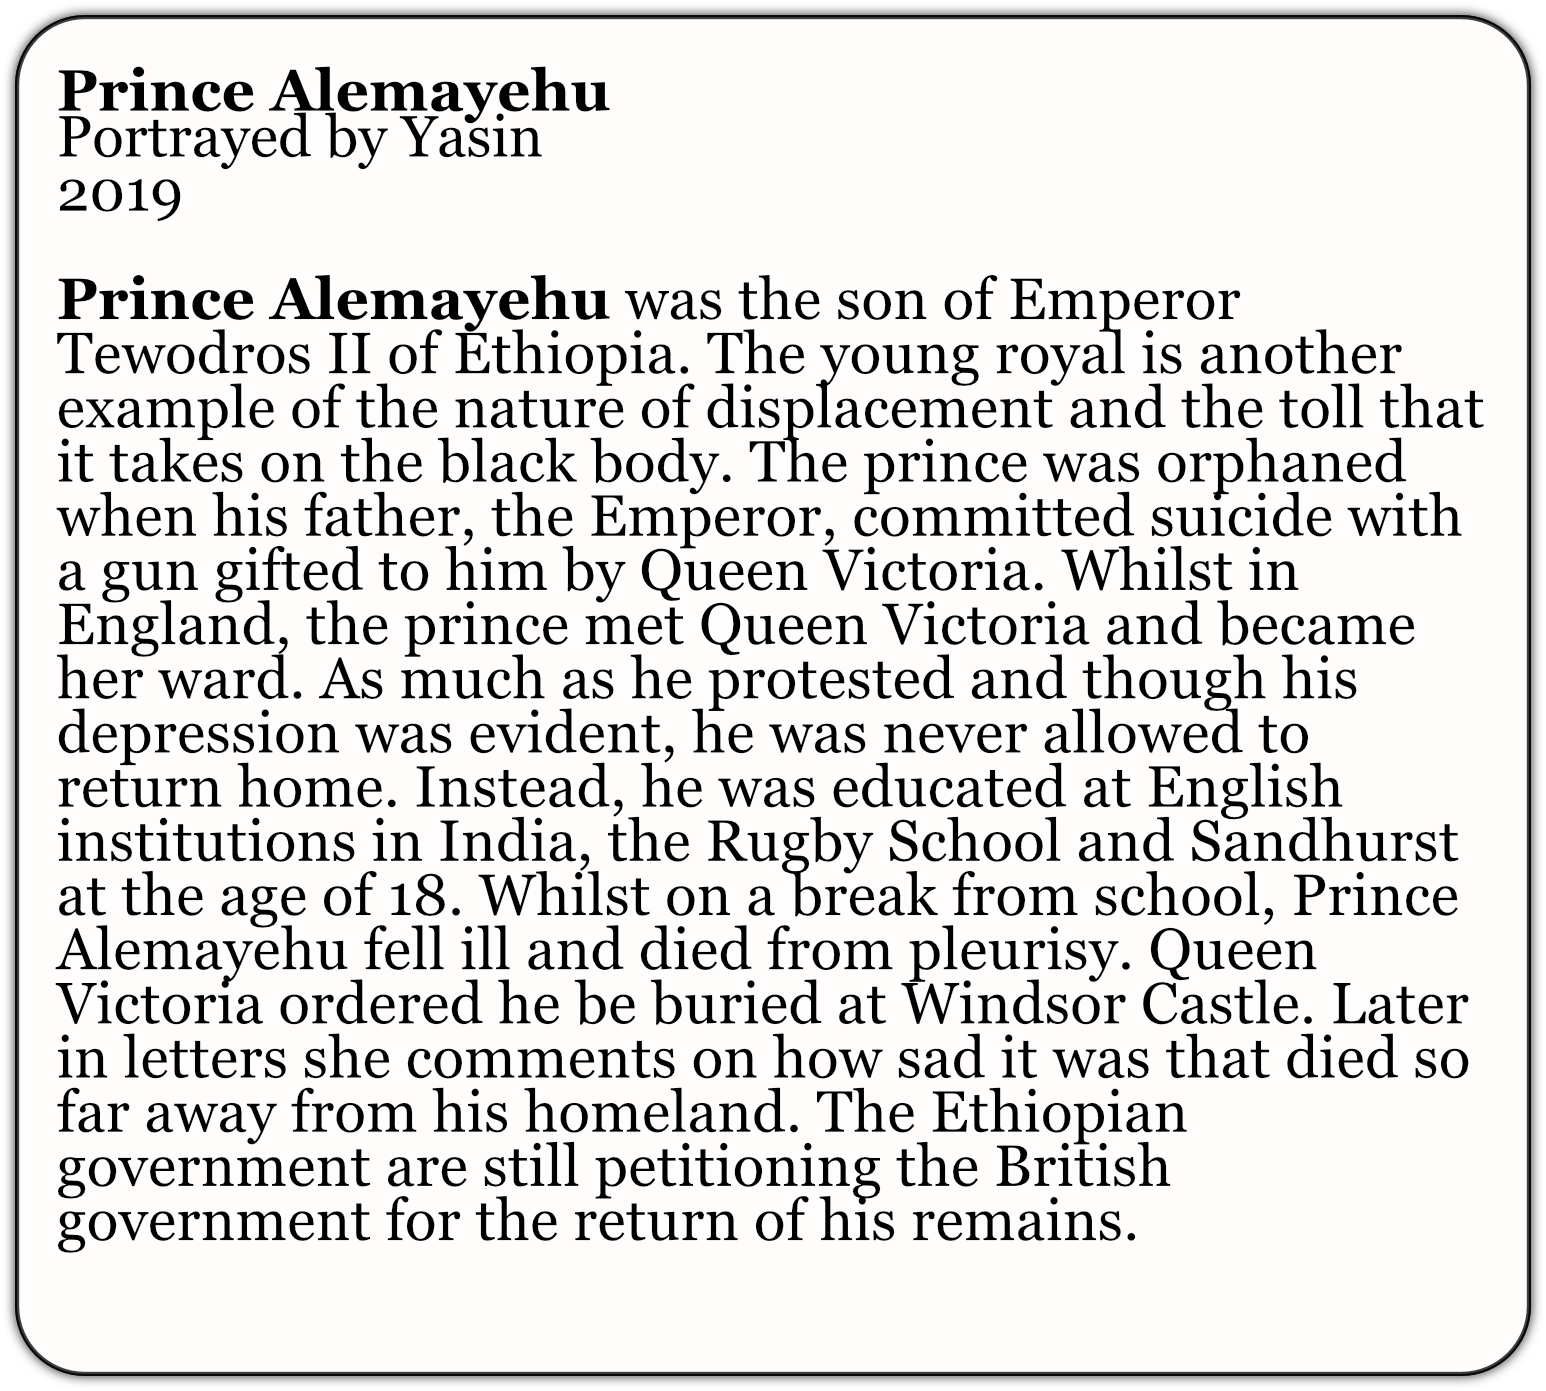 Prince Alemayehu
Portrayed by Yasin
2019
Prince Alemayehu was the son of Emperor
Tewodros II of Ethiopia. The young royal is another
example of the nature of displacement and the toll that
it takes on the black body. The prince was orphaned
when his father, the Emperor, committed suicide with
a gun gifted to him by Queen Victoria. Whilst in
England, the prince met Queen Victoria and became
her ward. As much as he protested and though his
depression was evident, he was never allowed to
return home. Instead, he was educated at English
institutions in India, the Rugby School and Sandhurst
at the age of 18. Whilst on a break from school, Prince
Alemayehu fell ill and died from pleurisy. Queen
Victoria ordered he be buried at Windsor Castle. Later
in letters she comments on how sad it was that died so
far away from his homeland. The Ethiopian
government are still petitioning the British
government for the return of his remains.